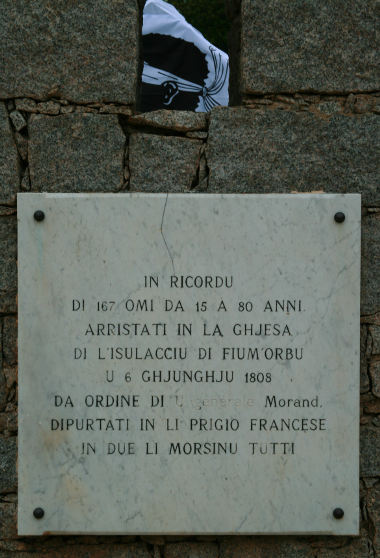 IN RICORDU
DI 167 OMI DA 15 A 80 ANNI
ARRISTATI IN LA GHJESA
DI L'ISULACCIU DI FIUM'ORBU
U 6 GHJUNGHJU 1808
DA ORDINE DI Morand.
DIPURTATI IN LI PRIGIO FRANCESE
IN DUE LI MORSINU TUTTI